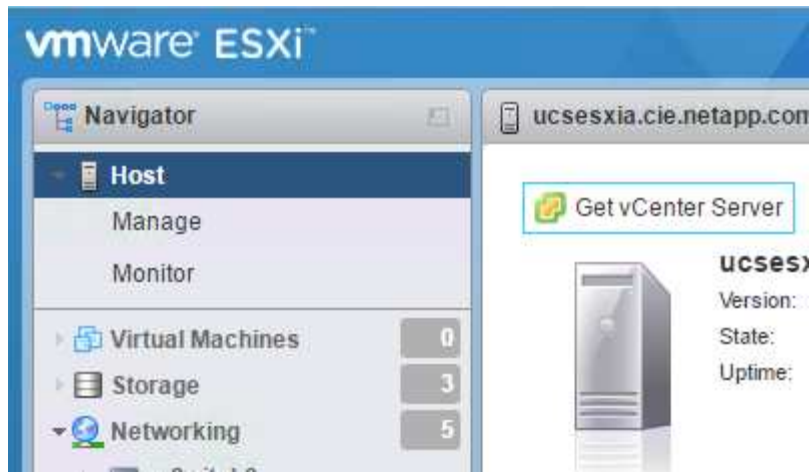 vmware ESXi™
Navigator
ucsesxia.cie.netapp.com
Host
Get vCenter Server
Manage
Monitor
Version:
State:
Uptime:
Virtual Machines 0
Storage 3
Networking 5